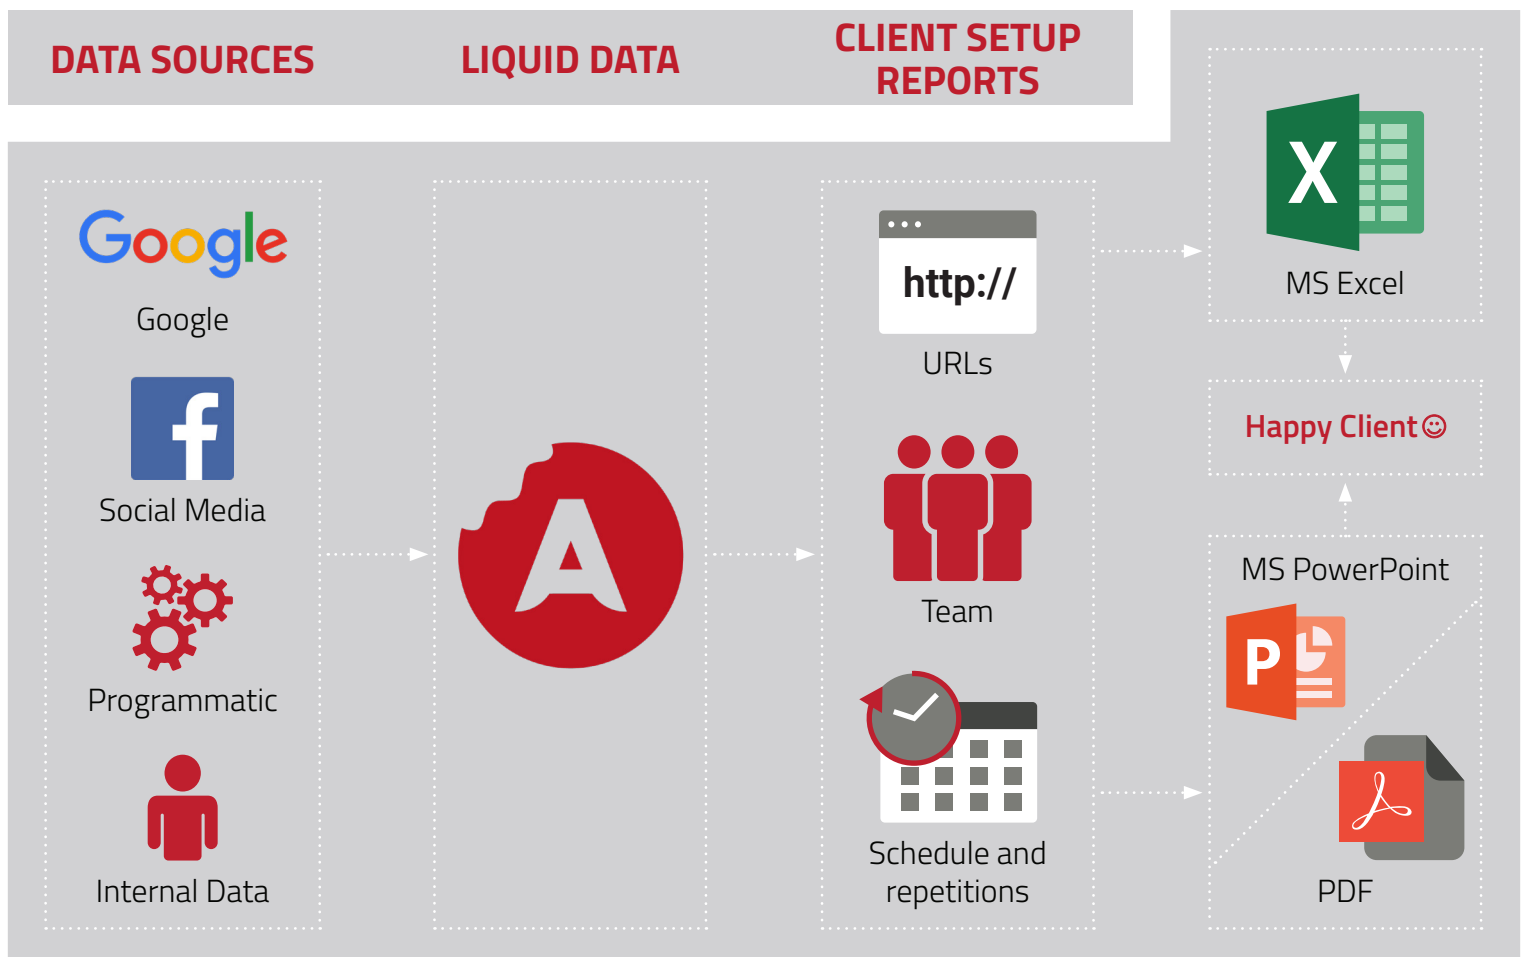 DATA SOURCES
LIQUID DATA
CLIENT SETUP
REPORTS
Google
Google
f
Social Media
Programmatic
Internal Data
A
http://
URLs
Team
Schedule and
repetitions
X
MS Excel
Happy Client
MS PowerPoint
P
PDF